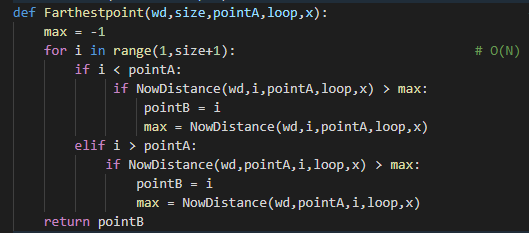 def Farthestpoint(wd,size,pointA,loop,x):
    max = -1
    for i in range(1,size+1):                              # O(N)
        if i < pointA:
            if NowDistance(wd,i,pointA,loop,x) > max:
                pointB = i
                max = NowDistance(wd,i,pointA,loop,x)
        elif i > pointA:
            if NowDistance(wd,pointA,i,loop,x) > max:
                pointB = i
                max = NowDistance(wd,pointA,i,loop,x)
    return pointB